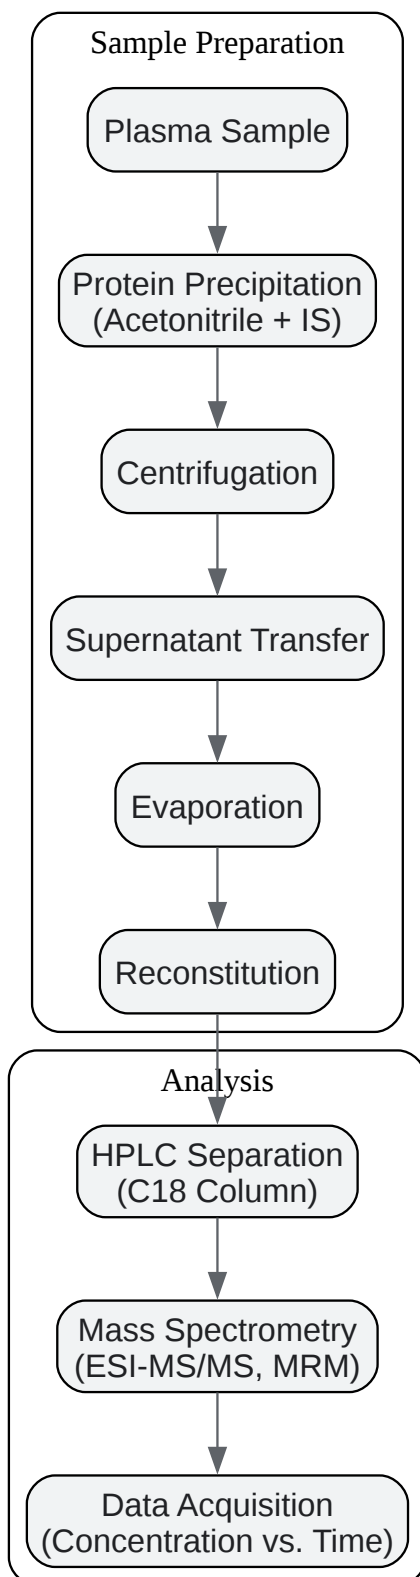 Sample Preparation
Plasma Sample
Protein Precipitation
(Acetonitrile + IS)
Centrifugation
Supernatant Transfer
Evaporation
Reconstitution
Analysis
HPLC Separation
(C18 Column)
Mass Spectrometry
(ESI-MS/MS, MRM)
Data Acquisition
(Concentration vs. Time)